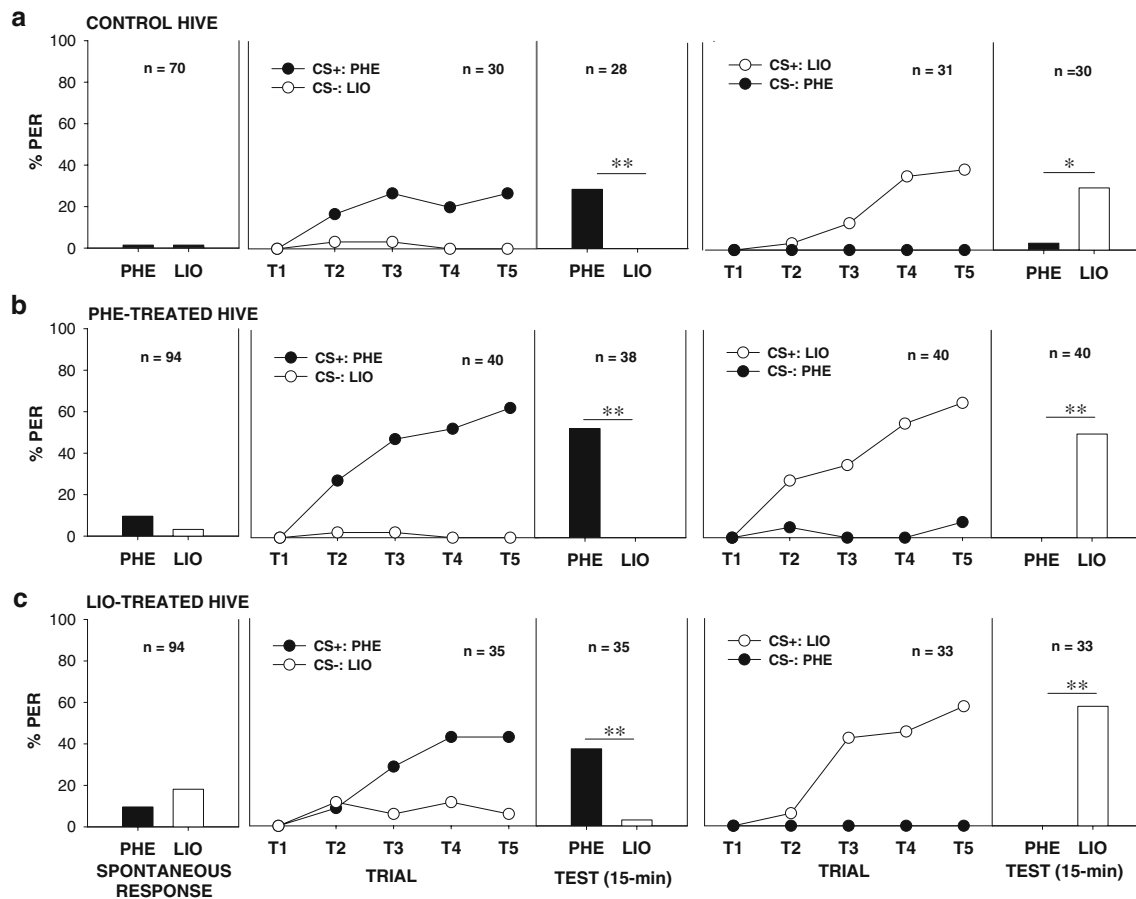 a
CONTROL HIVE
100
80
60
40
20
0
% PER
n = 70
PHE LIO
CS+: PHE
CS-: LIO
n = 30
T1 T2 T3 T4 T5
n = 28
**
PHE LIO
CS+: LIO
CS-: PHE
n = 31
T1 T2 T3 T4 T5
n =30
*
PHE LIO
b
PHE-TREATED HIVE
100
80
60
40
20
0
% PER
n = 94
PHE LIO
CS+: PHE
CS-: LIO
n = 40
T1 T2 T3 T4 T5
n = 38
**
PHE LIO
CS+: LIO
CS-: PHE
n = 40
T1 T2 T3 T4 T5
n = 40
**
PHE LIO
c
LIO-TREATED HIVE
100
80
60
40
20
0
% PER
n = 94
PHE LIO
SPONTANEOUS
RESPONSE
CS+: PHE
CS-: LIO
n = 35
T1 T2 T3 T4 T5
TRIAL
n = 35
**
PHE LIO
TEST (15-min)
CS+: LIO
CS-: PHE
n = 33
T1 T2 T3 T4 T5
TRIAL
n = 33
**
PHE LIO
TEST (15-min)